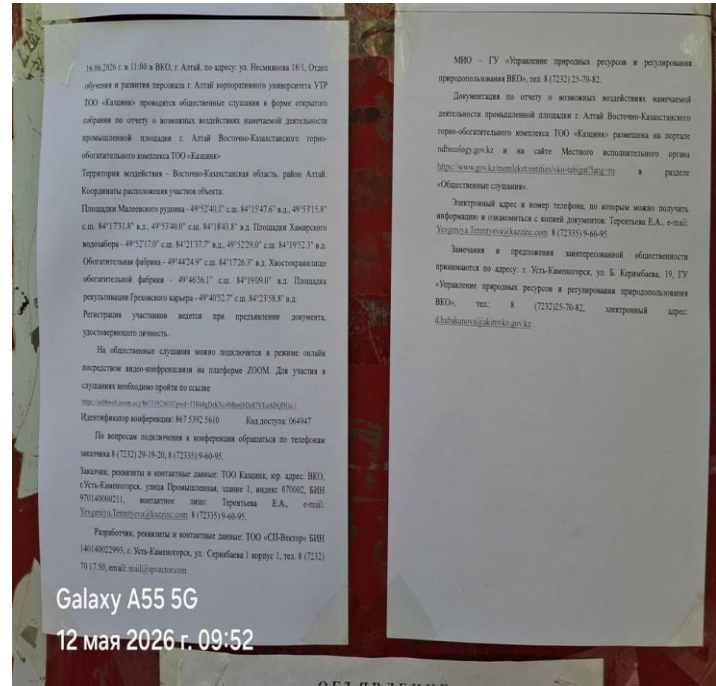 16.06.2026 г. в 11:00 в ВКО, г. Алтай, по адресу: ул. Несмиянова 18/1, Отдел
обучения и развития персонала г. Алтай корпоративного университета УТР
ТОО «Казцинк» проводятся общественные слушания в форме открытого
собрания по отчету о возможных воздействиях намечаемой деятельности
промышленной площадки г. Алтай Восточно-Казахстанского горно-
обогатительного комплекса ТОО «Казцинк»
Территория воздействия - Восточно-Казахстанская область, район Алтай.
Координаты расположения участков объекта:
Площадки Малеевского рудника - 49°52'40.1" с.ш. 84°15'47.6" в.д., 49°53'15.8"
с.ш. 84°17'31.8" в.д., 49°53'40.0" с.ш. 84°18'43.8" в.д. Площадки Хамирского
водозабора - 49°52'17.0" с.ш. 84°21'37.7" в.д., 49°52'29.0" с.ш. 84°19'52.3" в.д.
Обогатительная фабрика - 49°44'24.9" с.ш. 84°17'26.3" в.д. Хвостохранилище
обогатительной фабрики - 49°46'56.1" с.ш. 84°19'09.0" в.д. Площадка
рекультивации Греховского карьера - 49°40'52.7" с.ш. 84°23'58.8" в.д.
Регистрация участников ведется при предъявлении документа,
удостоверяющего личность.
На общественные слушания можно подключится в режиме онлайн
посредством видео-конференцсвязи на платформе ZOOM. Для участия в
слушаниях необходимо пройти по ссылке
Идентификатор конференции: 867 5392 5610 Код доступа: 064947
По вопросам подключения к конференции обращаться по телефонам
заказчика 8 (7232) 29-19-20, 8 (72335) 9-60-95.
Заказчик, реквизиты и контактные данные: ТОО Казцинк, юр. адрес: ВКО,
г.Усть-Каменогорск, улица Промышленная, здание 1, индекс 070002, БИН
970140000211, контактное лицо: Терентьева Е.А., e-mail:
Yevgeniya.Terentyeva@kazzinc.com 8 (72335) 9-60-95.
Разработчик, реквизиты и контактные данные: ТОО «СП-Вектор» БИН
140140022993, г. Усть-Каменогорск, ул. Серикбаева 1 корпус 1, тел. 8 (7232)
70 17 50, email: mail@spvector.com
МИО – ГУ «Управление природных ресурсов и регулирования
природопользования ВКО», тел. 8 (7232) 25-70-82.
Документация по отчету о возможных воздействиях намечаемой
деятельности промышленной площадки г. Алтай Восточно-Казахстанского
горно-обогатительного комплекса ТОО «Казцинк» размещена на портале
ndbecology.gov.kz и на сайте Местного исполнительного органа
https://www.gov.kz/memleket/entities/vko-tabigat?lang=ru в разделе
«Общественные слушания».
Электронный адрес и номер телефона, по которым можно получить
информацию и ознакомиться с копией документов: Терентьева Е.А., e-mail:
Yevgeniya.Terentyeva@kazzinc.com 8 (72335) 9-60-95.
Замечания и предложения заинтересованной общественности
принимаются по адресу: г. Усть-Каменогорск, ул. Б. Керимбаева, 19, ГУ
«Управление природных ресурсов и регулирования природопользования
ВКО», тел.: 8 (7232)25-70-82, электронный адрес:
d.babakanova@akimvko.gov.kz
Galaxy A55 5G
12 мая 2026 г. 09:52
ОБЪЯВЛЕНИЕ